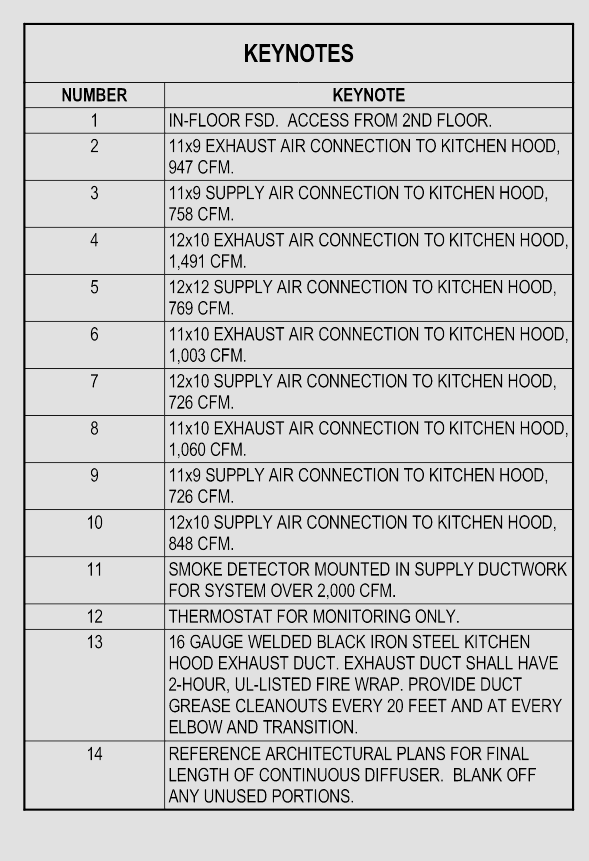 KEYNOTES
NUMBER KEYNOTE
1 IN-FLOOR FSD. ACCESS FROM 2ND FLOOR.
2 11x9 EXHAUST AIR CONNECTION TO KITCHEN HOOD,
947 CFM.
3 11x9 SUPPLY AIR CONNECTION TO KITCHEN HOOD,
758 CFM.
4 12x10 EXHAUST AIR CONNECTION TO KITCHEN HOOD,
1,491 CFM.
5 12x12 SUPPLY AIR CONNECTION TO KITCHEN HOOD,
769 CFM.
6 11x10 EXHAUST AIR CONNECTION TO KITCHEN HOOD,
1,003 CFM.
7 12x10 SUPPLY AIR CONNECTION TO KITCHEN HOOD,
726 CFM.
8 11x10 EXHAUST AIR CONNECTION TO KITCHEN HOOD,
1,060 CFM.
9 11x9 SUPPLY AIR CONNECTION TO KITCHEN HOOD,
726 CFM.
10 12x10 SUPPLY AIR CONNECTION TO KITCHEN HOOD,
848 CFM.
11 SMOKE DETECTOR MOUNTED IN SUPPLY DUCTWORK
FOR SYSTEM OVER 2,000 CFM.
12 THERMOSTAT FOR MONITORING ONLY.
13 16 GAUGE WELDED BLACK IRON STEEL KITCHEN
HOOD EXHAUST DUCT. EXHAUST DUCT SHALL HAVE
2-HOUR, UL-LISTED FIRE WRAP. PROVIDE DUCT
GREASE CLEANOUTS EVERY 20 FEET AND AT EVERY
ELBOW AND TRANSITION.
14 REFERENCE ARCHITECTURAL PLANS FOR FINAL
LENGTH OF CONTINUOUS DIFFUSER. BLANK OFF
ANY UNUSED PORTIONS.